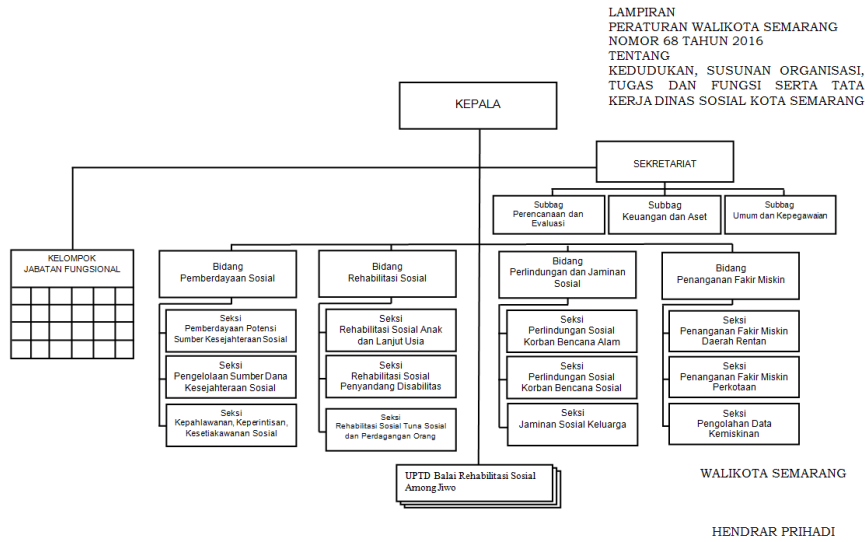 LAMPIRAN
PERATURAN WALIKOTA SEMARANG
NOMOR 68 TAHUN 2016
TENTANG
KEDUDUKAN, SUSUNAN ORGANISASI,
TUGAS DAN FUNGSI SERTA TATA
KERJA DINAS SOSIAL KOTA SEMARANG
KEPALA
SEKRETARIAT
Subbag
Perencanaan dan
Evaluasi
Subbag
Keuangan dan Aset
Subbag
Umum dan Kepegawaian
KELOMPOK
JABATAN FUNGSIONAL
Bidang
Pemberdayaan Sosial
Seksi
Pemberdayaan Potensi
Sumber Kesejahteraan Sosial
Seksi
Pengelolaan Sumber Dana
Kesejahteraan Sosial
Seksi
Kepahlawanan, Keperintisan,
Kesetiakawanan Sosial
Bidang
Rehabilitasi Sosial
Seksi
Rehabilitasi Sosial Anak
dan Lanjut Usia
Seksi
Rehabilitasi Sosial
Penyandang Disabilitas
Seksi
Rehabilitasi Sosial Tuna Sosial
dan Perdagangan Orang
Bidang
Perlindungan dan Jaminan
Sosial
Seksi
Perlindungan Sosial
Korban Bencana Alam
Seksi
Perlindungan Sosial
Korban Bencana Sosial
Seksi
Jaminan Sosial Keluarga
Bidang
Penanganan Fakir Miskin
Seksi
Penanganan Fakir Miskin
Daerah Rentan
Seksi
Penanganan Fakir Miskin
Perkotaan
Seksi
Pengolahan Data
Kemiskinan
UPTD Balai Rehabilitasi Sosial
Among Jiwo
WALIKOTA SEMARANG
HENDRAR PRIHADI